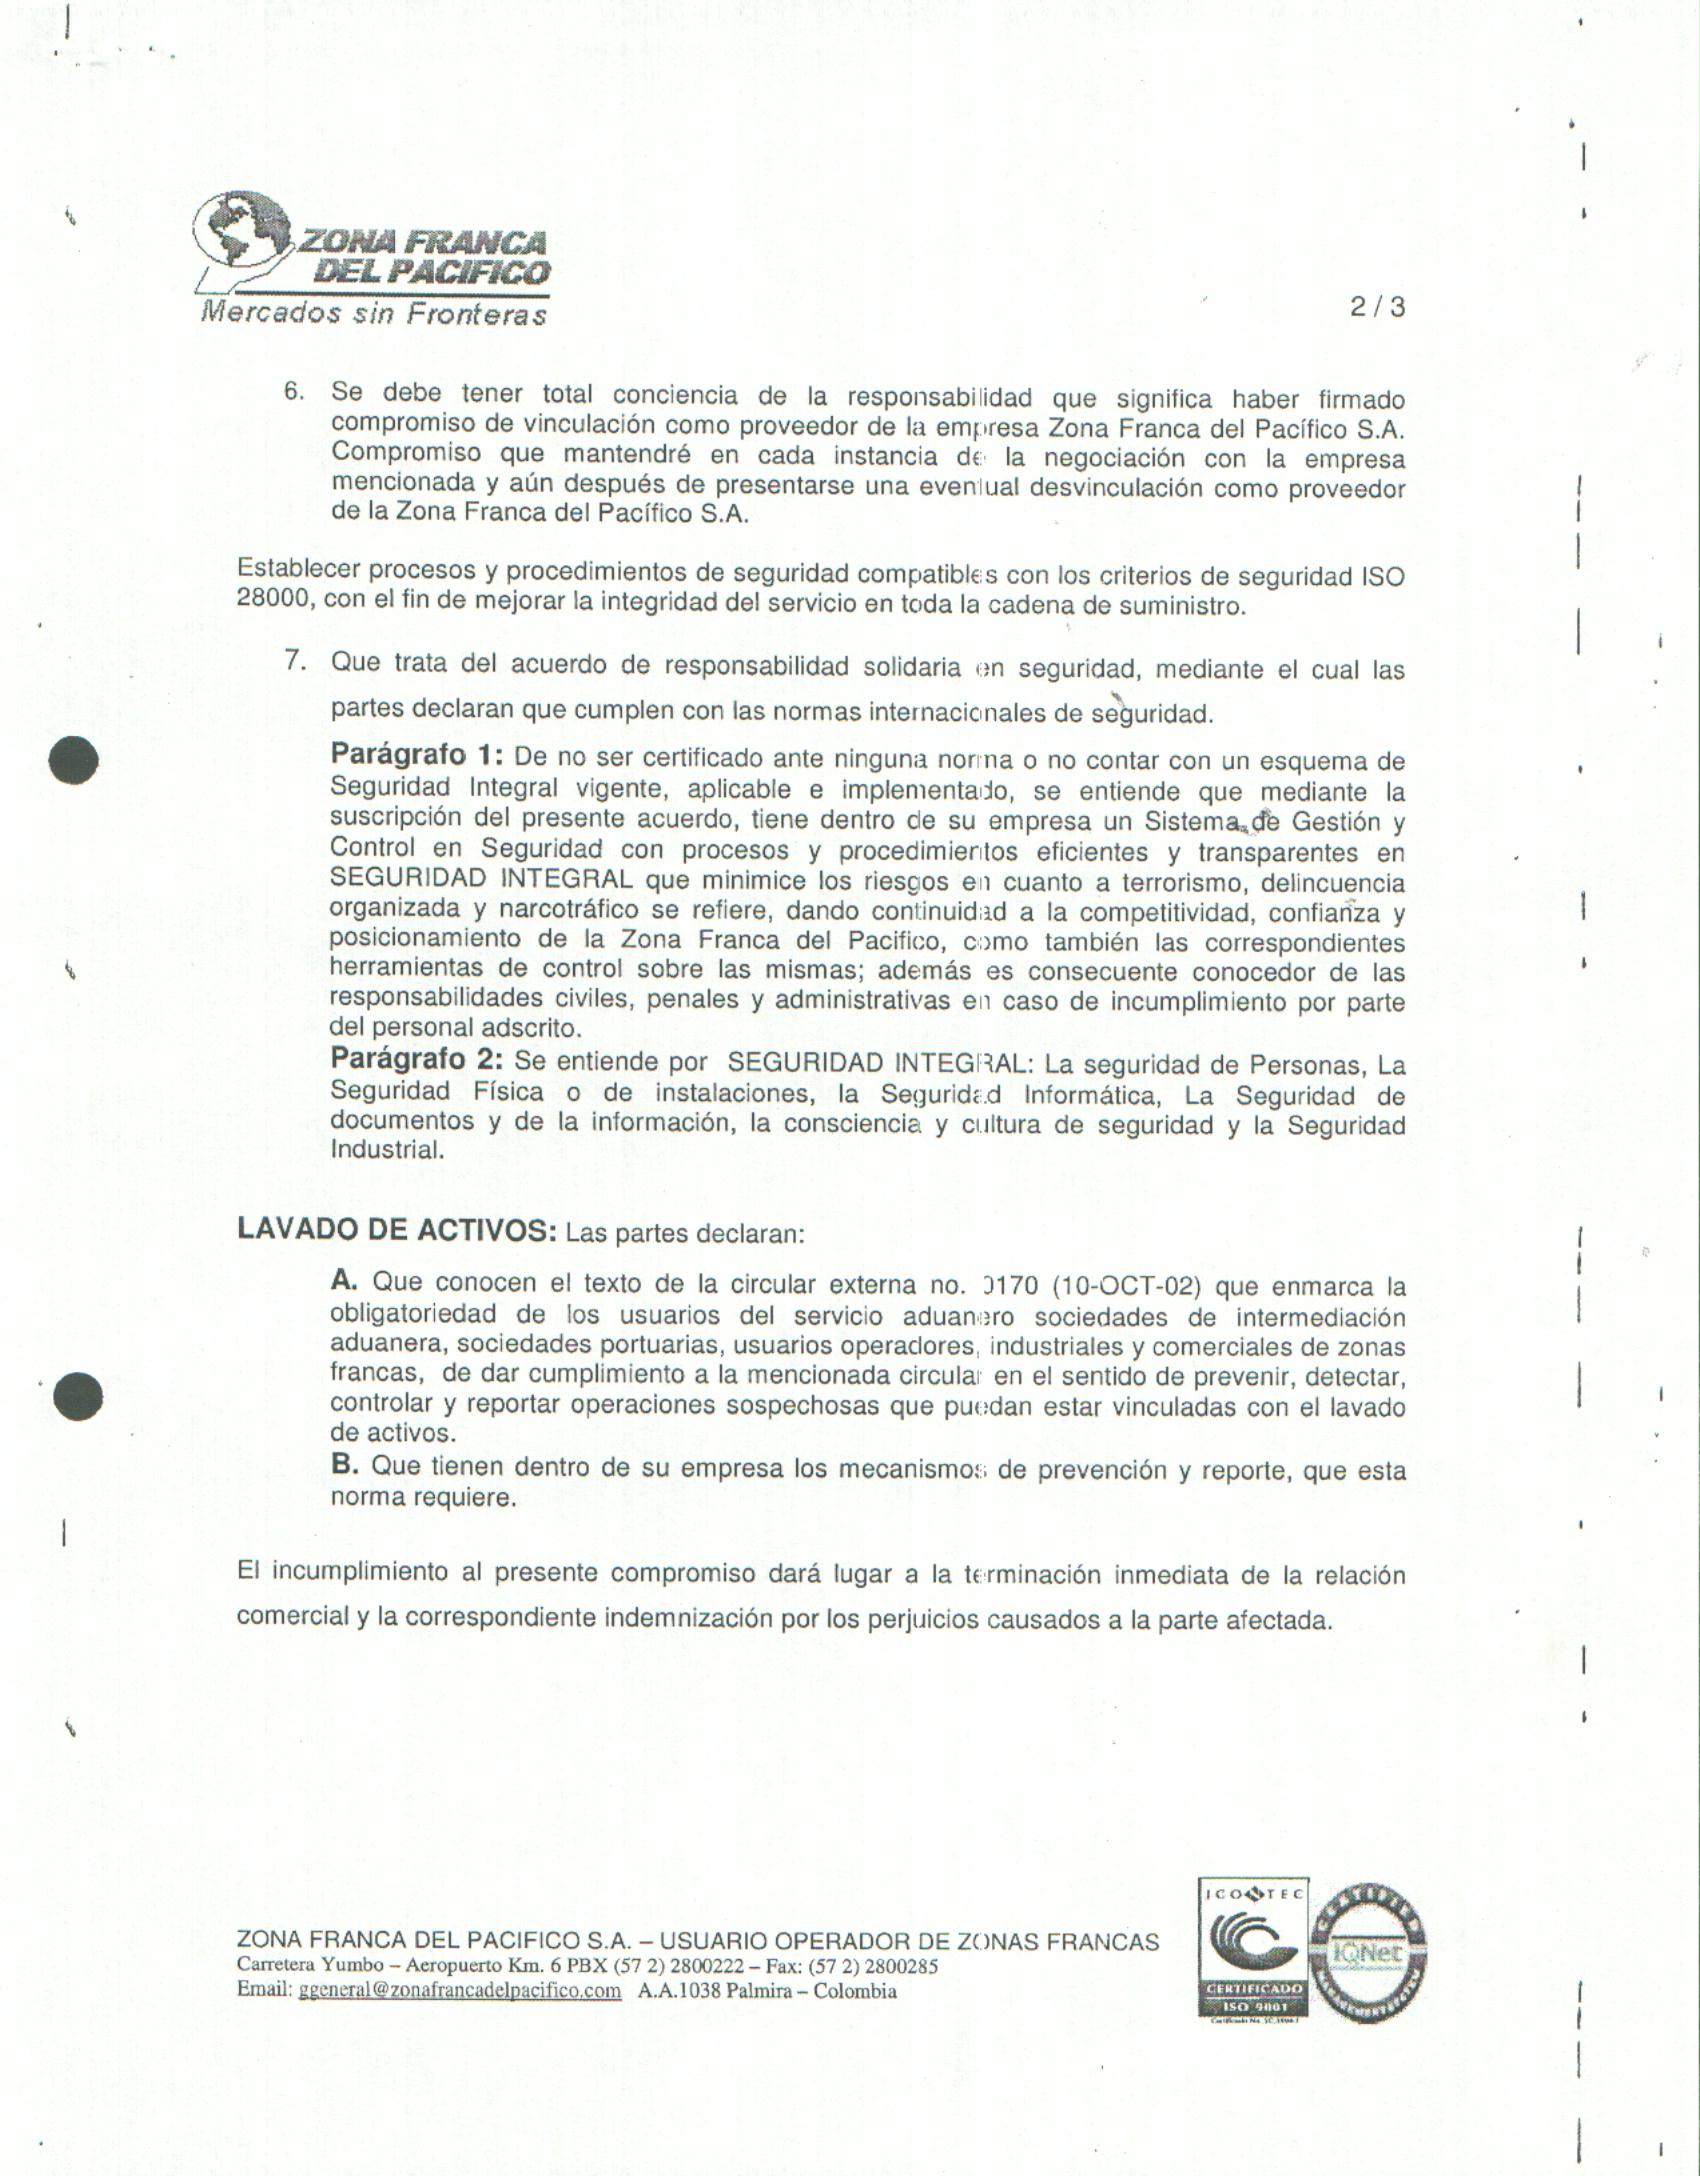 ZONA FRANCA
DEL PACIFICO
Mercados sin Fronteras
2 / 3
6. Se debe tener total conciencia de la responsabilidad que significa haber firmado
compromiso de vinculación como proveedor de la empresa Zona Franca del Pacífico S.A.
Compromiso que mantendré en cada instancia de la negociación con la empresa
mencionada y aún después de presentarse una eventual desvinculación como proveedor
de la Zona Franca del Pacífico S.A.
Establecer procesos y procedimientos de seguridad compatibles con los criterios de seguridad ISO
28000, con el fin de mejorar la integridad del servicio en toda la cadena de suministro.
7. Que trata del acuerdo de responsabilidad solidaria en seguridad, mediante el cual las
partes declaran que cumplen con las normas internacionales de seguridad.
Parágrafo 1: De no ser certificado ante ninguna norma o no contar con un esquema de
Seguridad Integral vigente, aplicable e implementado, se entiende que mediante la
suscripción del presente acuerdo, tiene dentro de su empresa un Sistema de Gestión y
Control en Seguridad con procesos y procedimientos eficientes y transparentes en
SEGURIDAD INTEGRAL que minimice los riesgos en cuanto a terrorismo, delincuencia
organizada y narcotráfico se refiere, dando continuidad a la competitividad, confianza y
posicionamiento de la Zona Franca del Pacifico, como también las correspondientes
herramientas de control sobre las mismas; además es consecuente conocedor de las
responsabilidades civiles, penales y administrativas en caso de incumplimiento por parte
del personal adscrito.
Parágrafo 2: Se entiende por SEGURIDAD INTEGRAL: La seguridad de Personas, La
Seguridad Física o de instalaciones, la Seguridad Informática, La Seguridad de
documentos y de la información, la consciencia y cultura de seguridad y la Seguridad
Industrial.
LAVADO DE ACTIVOS: Las partes declaran:
A. Que conocen el texto de la circular externa no. 0170 (10-OCT-02) que enmarca la
obligatoriedad de los usuarios del servicio aduanero sociedades de intermediación
aduanera, sociedades portuarias, usuarios operadores, industriales y comerciales de zonas
francas, de dar cumplimiento a la mencionada circular en el sentido de prevenir, detectar,
controlar y reportar operaciones sospechosas que puedan estar vinculadas con el lavado
de activos.
B. Que tienen dentro de su empresa los mecanismos de prevención y reporte, que esta
norma requiere.
El incumplimiento al presente compromiso dará lugar a la terminación inmediata de la relación
comercial y la correspondiente indemnización por los perjuicios causados a la parte afectada.
ZONA FRANCA DEL PACIFICO S.A. – USUARIO OPERADOR DE ZONAS FRANCAS
Carretera Yumbo – Aeropuerto Km. 6 PBX (57 2) 2800222 – Fax: (57 2) 2800285
Email: ggeneral@zonafrancadelpacifico.com A.A.1038 Palmira – Colombia
ICONTEC
CERTIFICADO
ISO 9001
CERTIFIED
IQNet